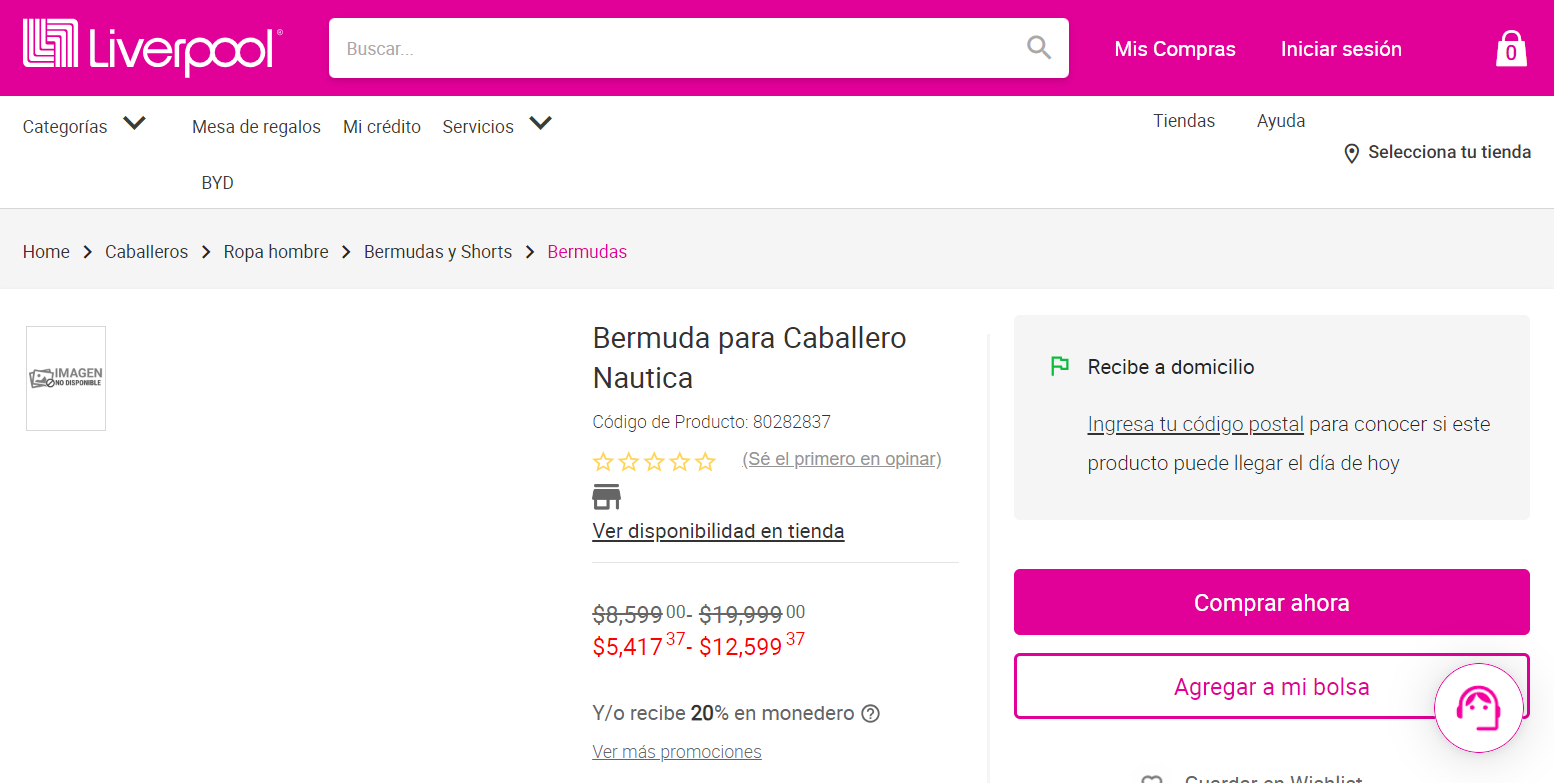 Liverpool®
Buscar...
Mis Compras
Iniciar sesión
0
Categorías
Mesa de regalos
Mi crédito
Servicios
Tiendas
Ayuda
Selecciona tu tienda
BYD
Home > Caballeros > Ropa hombre > Bermudas y Shorts > Bermudas
IMAGEN
NO DISPONIBLE
Bermuda para Caballero
Nautica
Código de Producto: 80282837
(Sé el primero en opinar)
Ver disponibilidad en tienda
$8,599 00 - $19,999 00
$5,417 37 - $12,599 37
Y/o recibe 20% en monedero ?
Ver más promociones
Recibe a domicilio
Ingresa tu código postal para conocer si este
producto puede llegar el día de hoy
Comprar ahora
Agregar a mi bolsa
Guardar en Wishlist